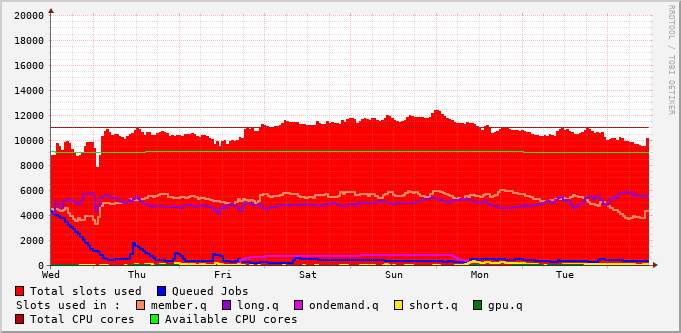 RRDTOOL / TOBI OETIKER
20000
18000
16000
14000
12000
10000
8000
6000
4000
2000
0
Wed Thu Fri Sat Sun Mon Tue
Total slots used Queued Jobs
Slots used in : member.q long.q ondemand.q short.q gpu.q
Total CPU cores Available CPU cores